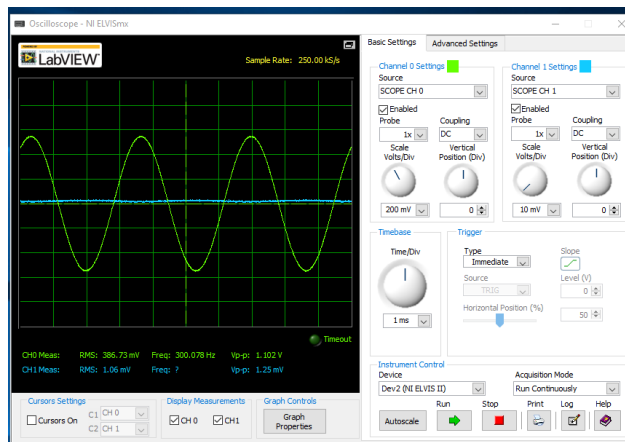 Oscilloscope - NI ELVISmx
LabVIEW
Sample Rate: 250.00 kS/s
Timeout
CH0 Meas: RMS: 386.73 mV Freq: 300.078 Hz Vp-p: 1.102 V
CH1 Meas: RMS: 1.06 mV Freq: ? Vp-p: 1.25 mV
Cursors Settings
Cursors On
C1 CH 0
C2 CH 1
Display Measurements
CH 0 CH1
Graph Controls
Graph
Properties
Basic Settings Advanced Settings
Channel 0 Settings
Source
SCOPE CH 0
Enabled
Probe Coupling
1x DC
Scale Vertical
Volts/Div Position (Div)
200 mV 0
Channel 1 Settings
Source
SCOPE CH 1
Enabled
Probe Coupling
1x DC
Scale Vertical
Volts/Div Position (Div)
10 mV 0
Timebase
Time/Div
1 ms
Trigger
Type Slope
Immediate
Source Level (V)
TRIG 0
Horizontal Position (%)
50
Instrument Control
Device Acquisition Mode
Dev2 (NI ELVIS II) Run Continuously
Run Stop Print Log Help
Autoscale